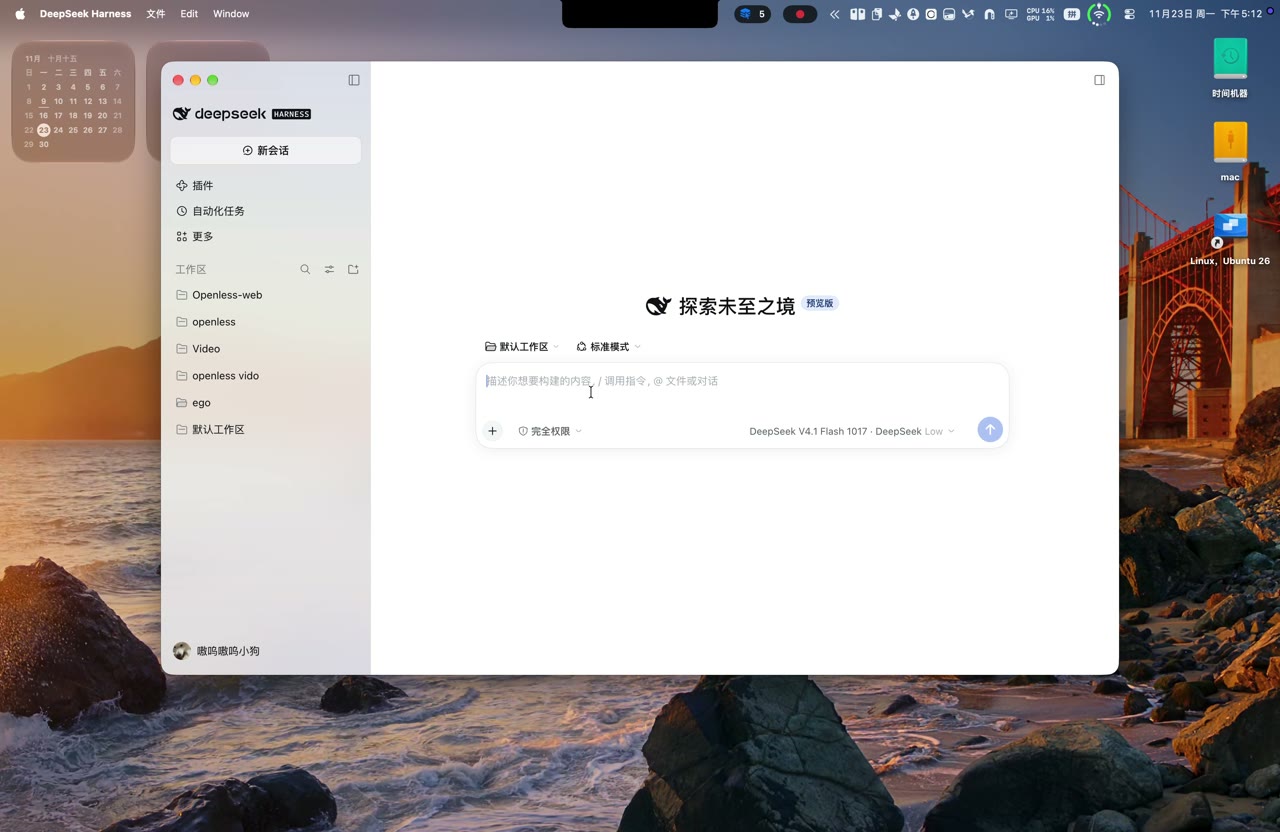 DeepSeek Harness 文件 Edit Window
5
CPU 16%
GPU 1%
拼
11月23日 周一 下午5:12
11月 十月十五
日 一 二 三 四 五 六
1 2 3 4 5 6 7
8 9 10 11 12 13 14
15 16 17 18 19 20 21
22 23 24 25 26 27 28
29 30
时间机器
mac
Linux, Ubuntu 26
deepseek HARNESS
新会话
插件
自动化任务
更多
工作区
Openless-web
openless
Video
openless vido
ego
默认工作区
嗷呜嗷呜小狗
探索未至之境 预览版
默认工作区 标准模式
描述你想要构建的内容, / 调用指令, @ 文件或对话
完全权限
DeepSeek V4.1 Flash 1017 · DeepSeek Low